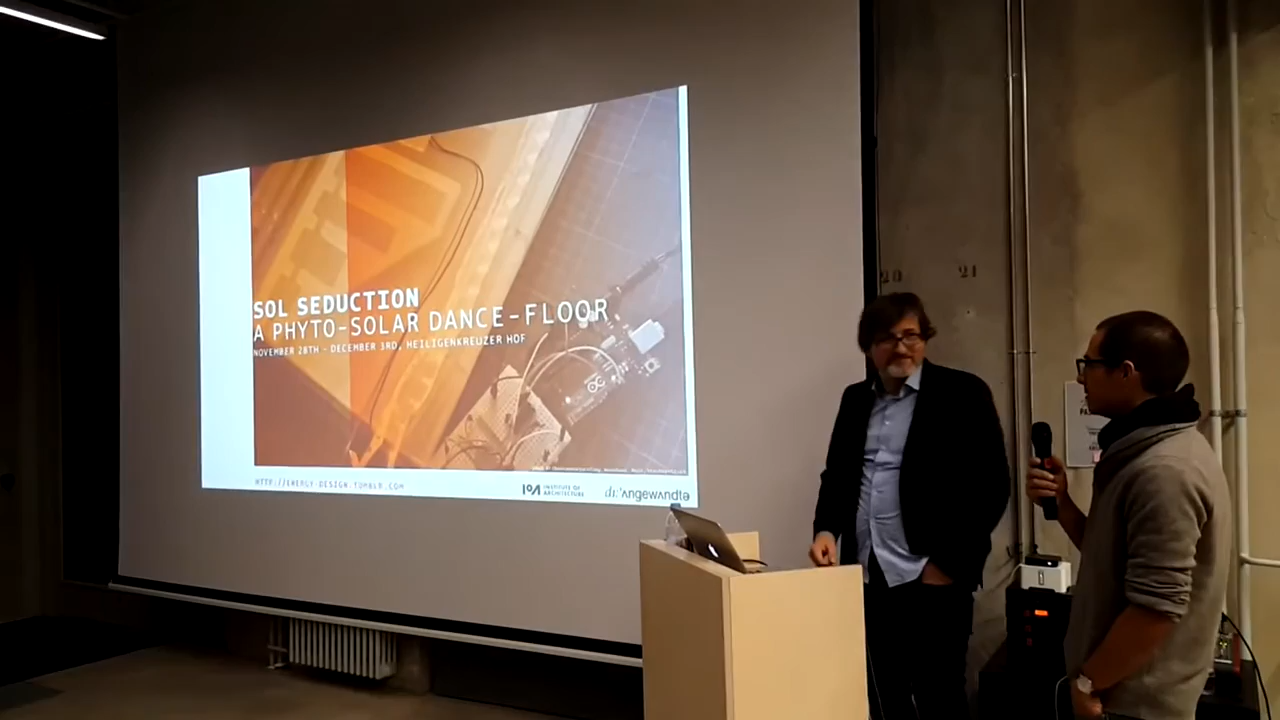 SOL SEDUCTION
A PHYTO-SOLAR DANCE-FLOOR
NOVEMBER 28TH - DECEMBER 3RD, HEILIGENKREUZER HOF
HTTP://ENERGY-DESIGN.TUMBLR.COM
IoA INSTITUTE OF ARCHITECTURE
di:'ʌngewʌndtə
20
21